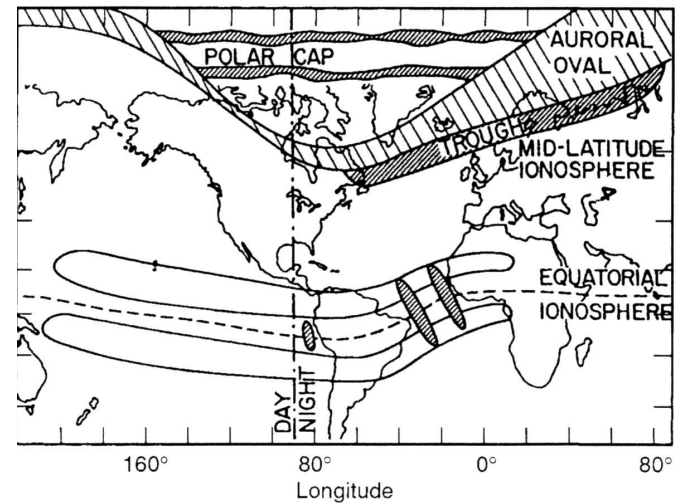 POLAR CAP
AURORAL
OVAL
TROUGH
MID-LATITUDE
IONOSPHERE
EQUATORIAL
IONOSPHERE
DAY
NIGHT
160° 80° 0° 80°
Longitude